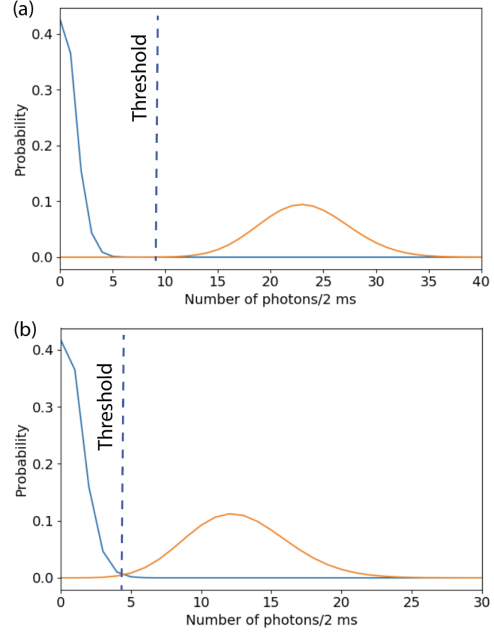 (a)
0.4
0.3
0.2
0.1
0.0
Probability
Threshold
0 5 10 15 20 25 30 35 40
Number of photons/2 ms
(b)
0.4
0.3
0.2
0.1
0.0
Probability
Threshold
0 5 10 15 20 25 30
Number of photons/2 ms